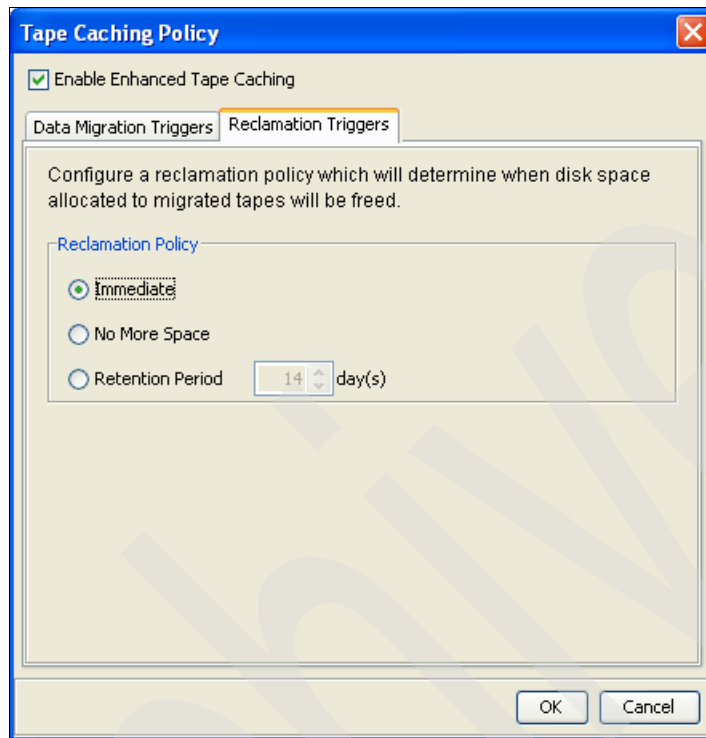 Tape Caching Policy
Enable Enhanced Tape Caching
Data Migration Triggers
Reclamation Triggers
Configure a reclamation policy which will determine when disk space
allocated to migrated tapes will be freed.
Reclamation Policy
Immediate
No More Space
Retention Period 14 day(s)
OK Cancel